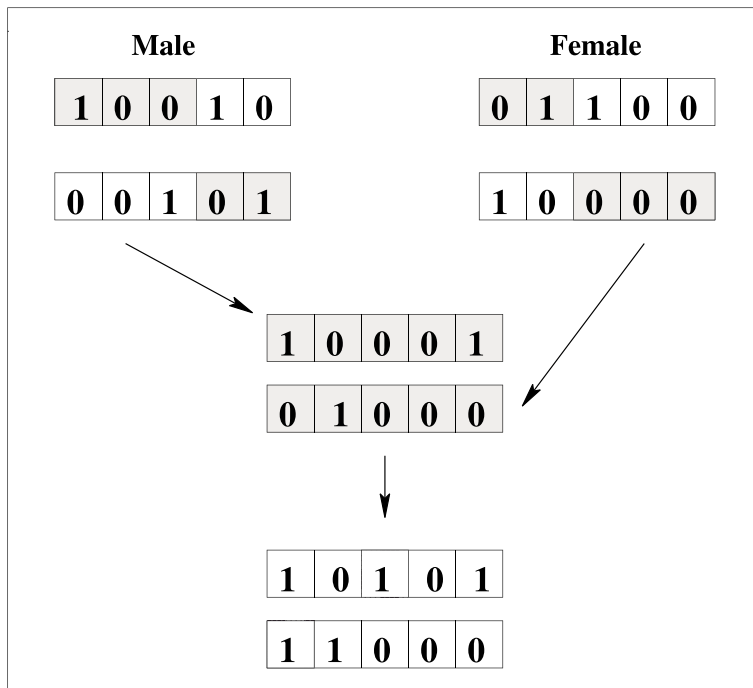 Male Female
1 0 0 1 0 0 1 1 0 0
0 0 1 0 1 1 0 0 0 0
1 0 0 0 1
0 1 0 0 0
1 0 1 0 1
1 1 0 0 0